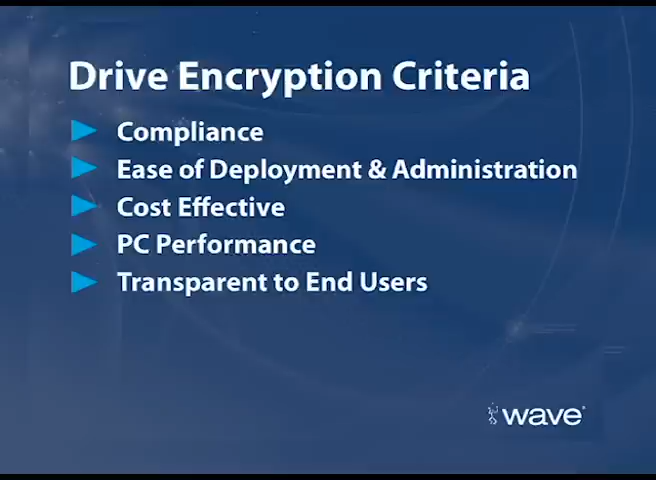 Drive Encryption Criteria
Compliance
Ease of Deployment & Administration
Cost Effective
PC Performance
Transparent to End Users
wave